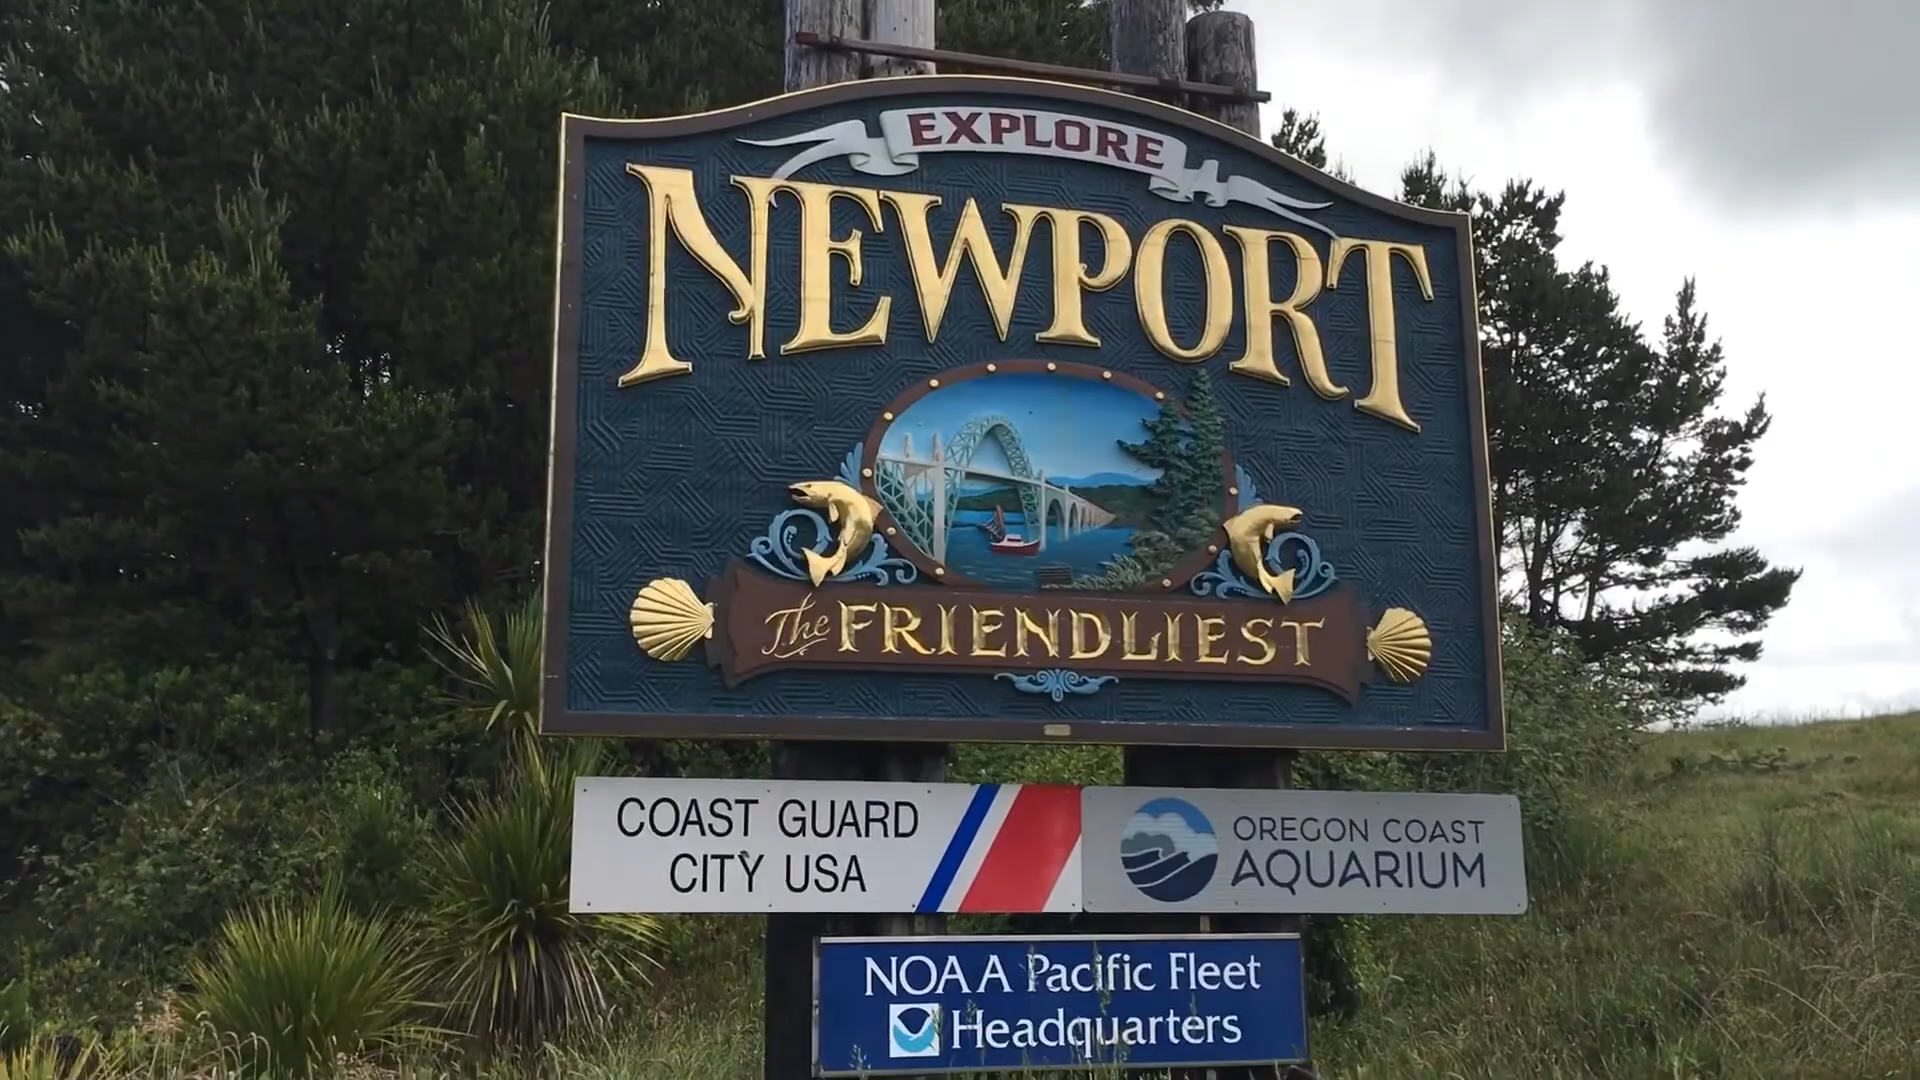 EXPLORE
NEWPORT
The FRIENDLIEST
COAST GUARD
CITY USA
OREGON COAST
AQUARIUM
NOAA Pacific Fleet
Headquarters